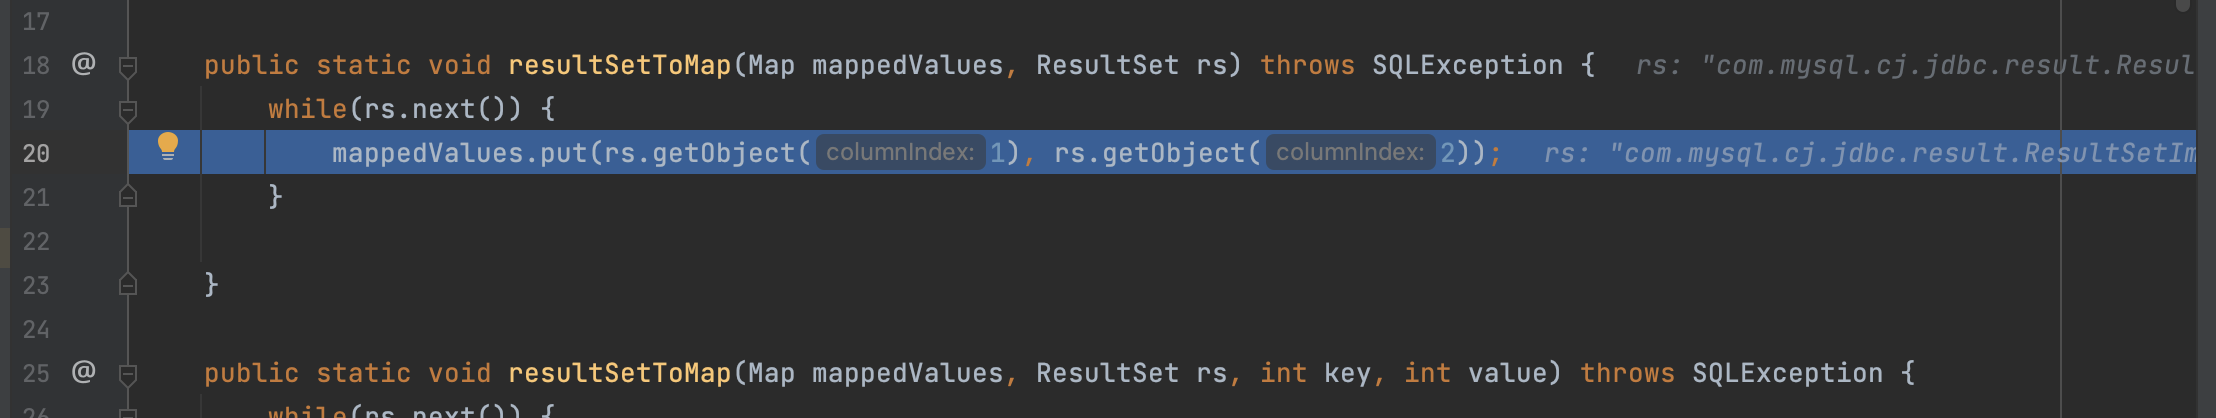 17
18 @ public static void resultSetToMap(Map mappedValues, ResultSet rs) throws SQLException { rs: "com.mysql.cj.jdbc.result.Resul
19 while(rs.next()) {
20 mappedValues.put(rs.getObject( columnIndex: 1), rs.getObject( columnIndex: 2)); rs: "com.mysql.cj.jdbc.result.ResultSetIm
21 }
22
23 }
24
25 @ public static void resultSetToMap(Map mappedValues, ResultSet rs, int key, int value) throws SQLException {
26 while(rs.next()) {